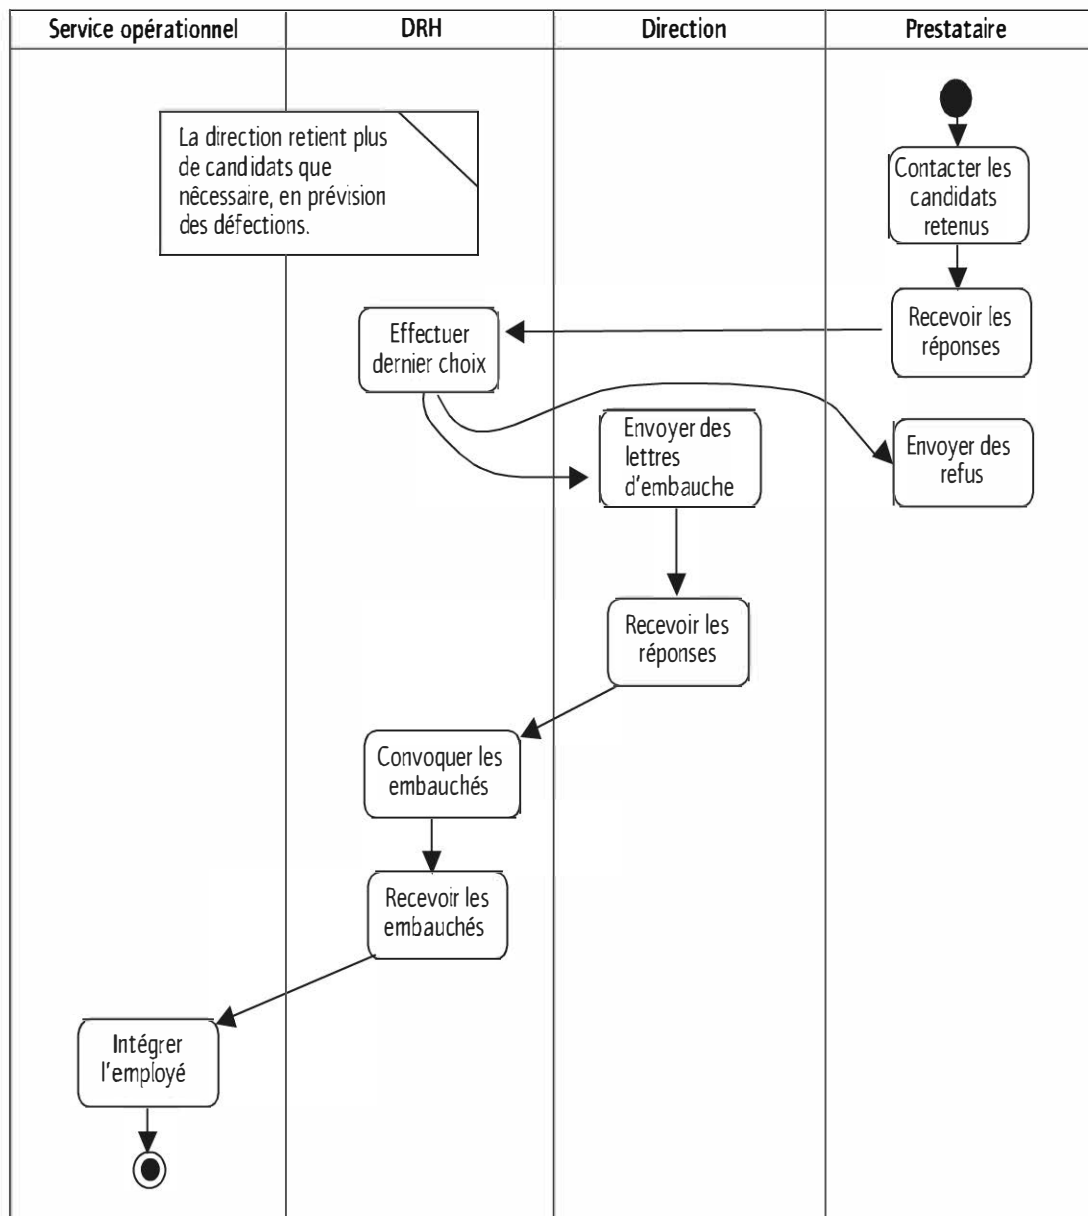 Service opérationnel
DRH
Direction
Prestataire
La direction retient plus
de candidats que
nêcessaire, en prévision
des défections.
Contacter les
candidats
retenus
Recevoir les
réponses
Effectuer
dernier choix
Envoyer des
lettres
d'embauche
Envoyer des
refus
Recevoir les
réponses
Convoquer les
embauchés
Recevoir les
embauchés
Intégrer
l'employé